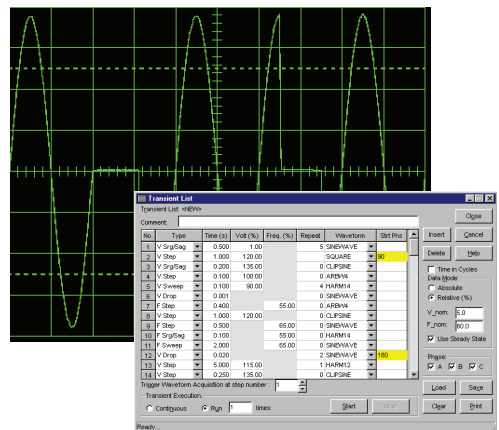 Transient List
Transient List: <NEW>
Comment:
Close
No. Type Time (s) Volt (%) Freq. (%) Repeat Waveform Strt Phs
1 V Srg/Sag 0.500 1.00 5 SINEWAVE
2 V Step 1.000 120.00 SQUARE 90
3 V Srg/Sag 0.200 135.00 0 CLIPSINE
4 V Step 0.100 100.00 0 ARBW4
5 V Sweep 0.100 90.00 4 HARM14
6 V Drop 0.001 0 SINEWAVE
7 F Step 0.400 55.00 0 ARBW4
8 V Step 1.000 120.00 0 CLIPSINE
9 F Step 0.500 65.00 0 SINEWAVE
10 F Srg/Sag 0.100 55.00 0 HARM14
11 F Sweep 2.000 65.00 0 SINEWAVE
12 V Drop 0.020 2 SINEWAVE 180
13 V Step 5.000 115.00 1 HARM12
14 V Step 0.250 135.00 0 CLIPSINE
Insert Cancel
Delete Help
Time in Cycles
Data Mode:
Absolute
Relative (%)
V_nom: 5.0
F_nom: 60.0
Use Steady State
Phase:
A B C
Load Save
Clear Print
Trigger Waveform Acquisition at step number: 1
Transient Execution:
Continuous Run 1 times
Start Stop
Ready...